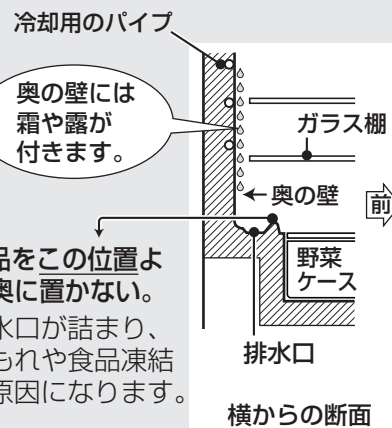 冷却用のパイプ
奥の壁には
霜や露が
付きます。
ガラス棚
奥の壁
前
品をこの位置よ
奥に置かない。
水口が詰まり、
もれや食品凍結
原因になります。
野菜
ケース
排水口
横からの断面